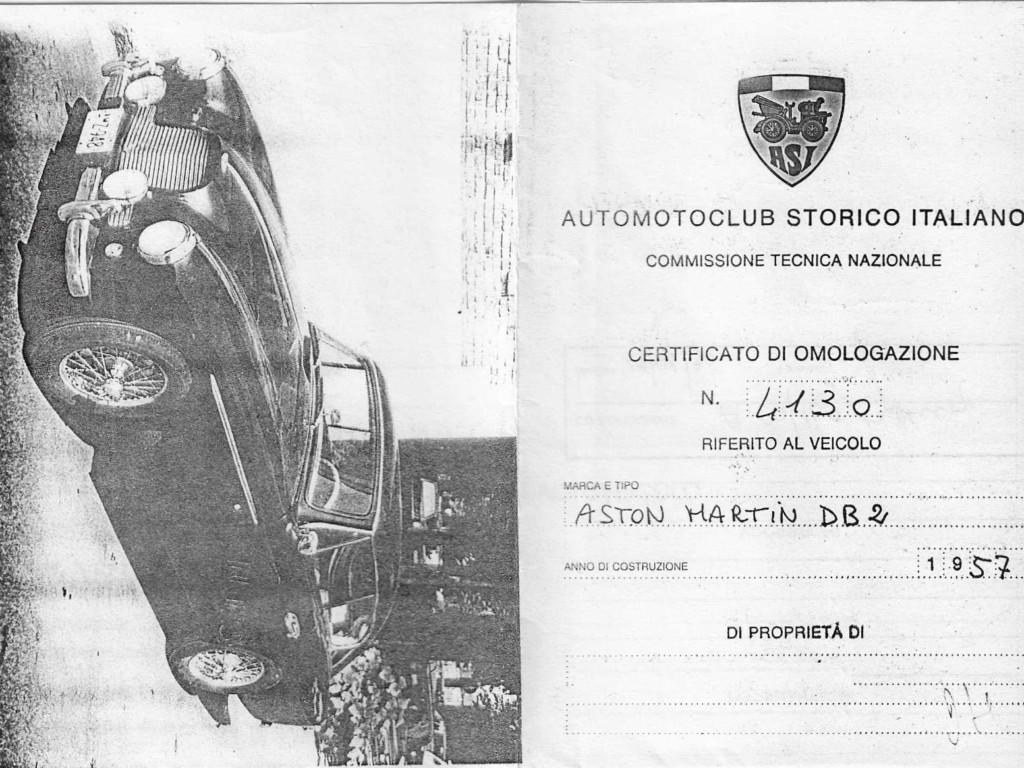 ASI
AUTOMOTOCLUB STORICO ITALIANO
COMMISSIONE TECNICA NAZIONALE
CERTIFICATO DI OMOLOGAZIONE
N. 4130
RIFERITO AL VEICOLO
MARCA E TIPO
ASTON MARTIN DB2
ANNO DI COSTRUZIONE 1957
DI PROPRIETÀ DI